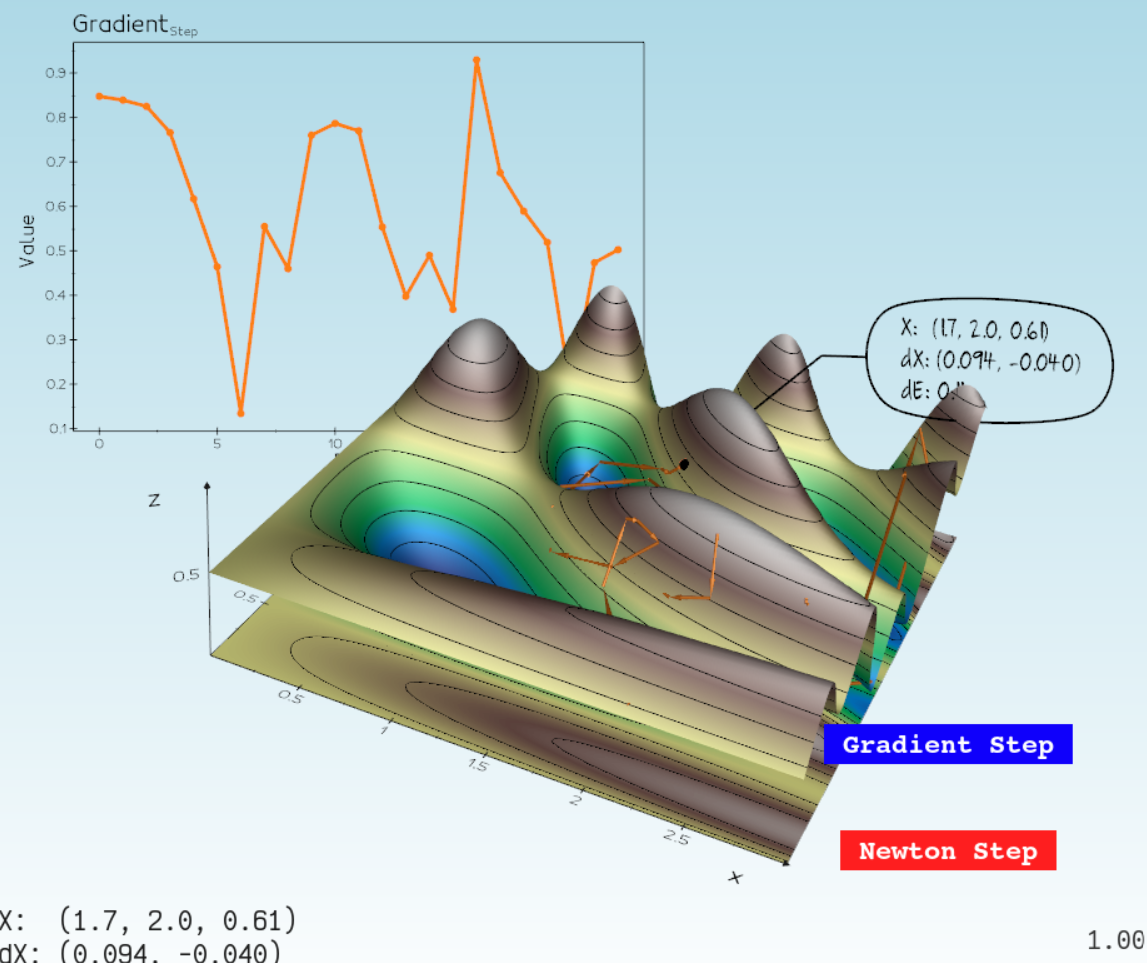 Gradient Step
0.9
0.8
0.7
0.6
0.5
0.4
0.3
0.2
0.1
Value
0
5
10
X: (1.7, 2.0, 0.61)
dX: (0.094, -0.040)
dE: 0.
z
0.5
0.5
0.5
1
1.5
2
2.5
x
Gradient Step
Newton Step
X: (1.7, 2.0, 0.61)
dX: (0.094, -0.040)
1.00